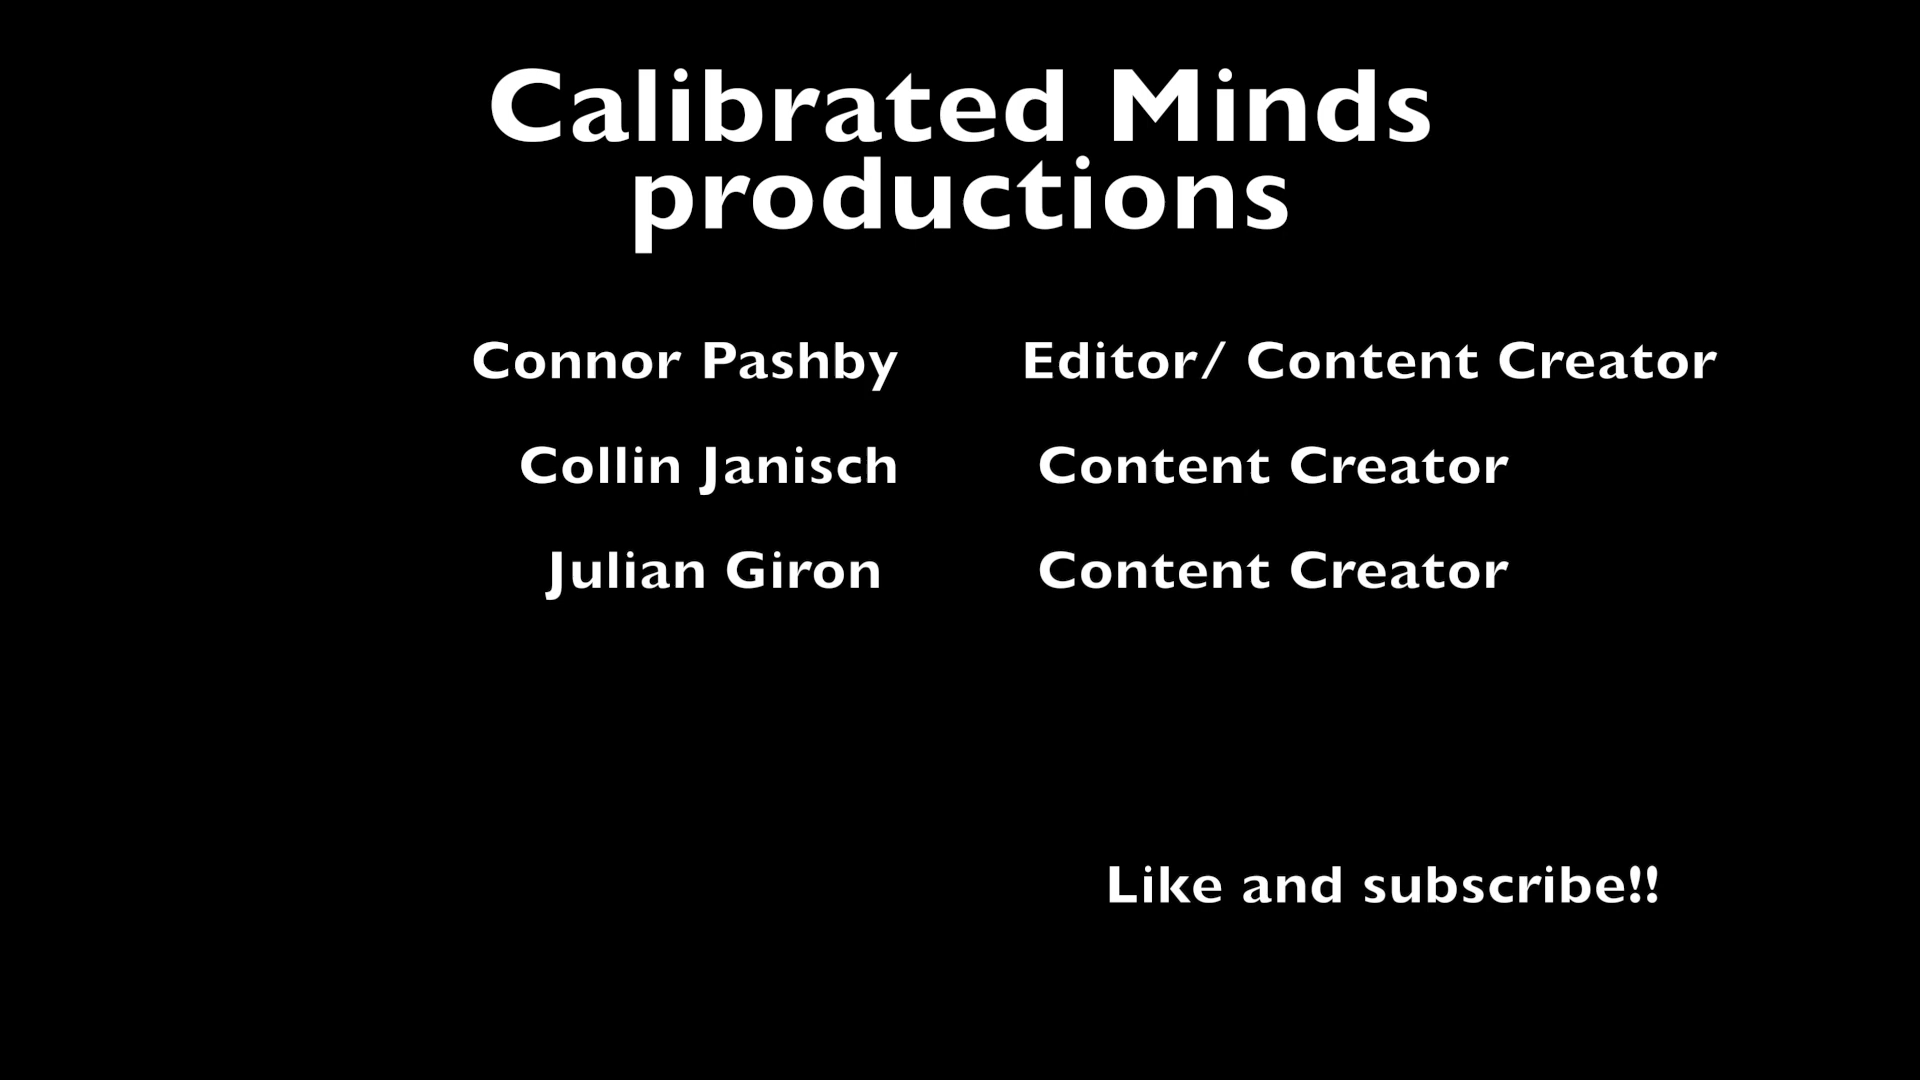 Calibrated Minds
productions
Connor Pashby Editor/ Content Creator
Collin Janisch Content Creator
Julian Giron Content Creator
Like and subscribe!!